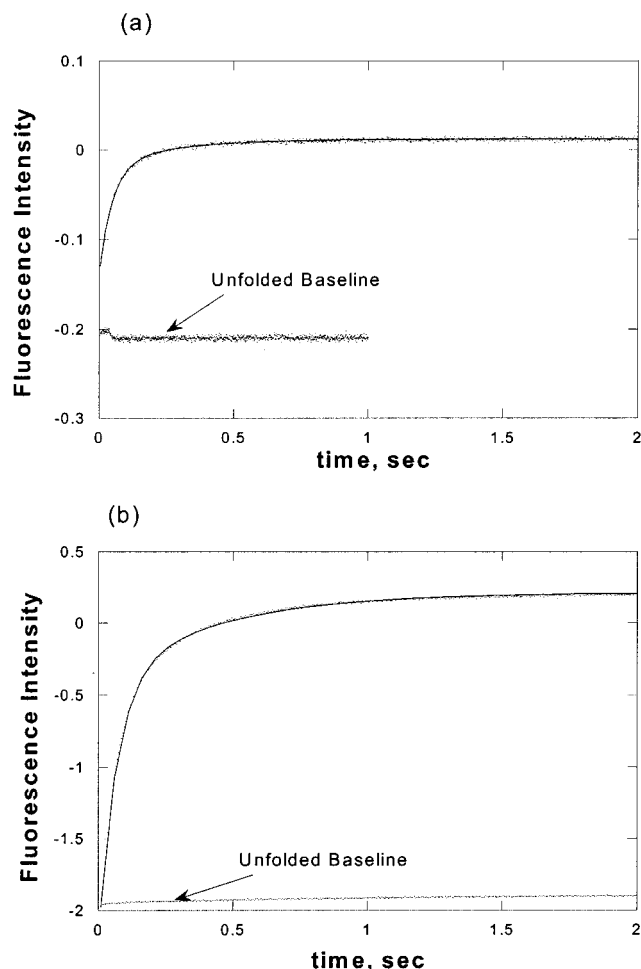 (a)
Fluorescence Intensity
0.1
0
-0.1
-0.2
-0.3
Unfolded Baseline
0
0.5
1
1.5
2
time, sec
(b)
Fluorescence Intensity
0.5
0
-0.5
-1
-1.5
-2
Unfolded Baseline
0
0.5
1
1.5
2
time, sec